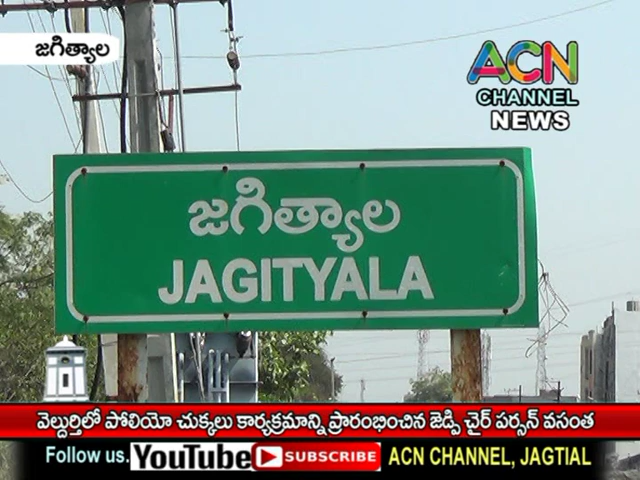 జగిత్యాల
ACN
CHANNEL
NEWS
జగిత్యాల
JAGITYALA
వెల్దుర్తిలో పోలియో చుక్కలు కార్యక్రమాన్ని ప్రారంభించిన జెడ్పి చైర్ పర్సన్ వసంత
Follow us. YouTube SUBSCRIBE ACN CHANNEL, JAGTIAL